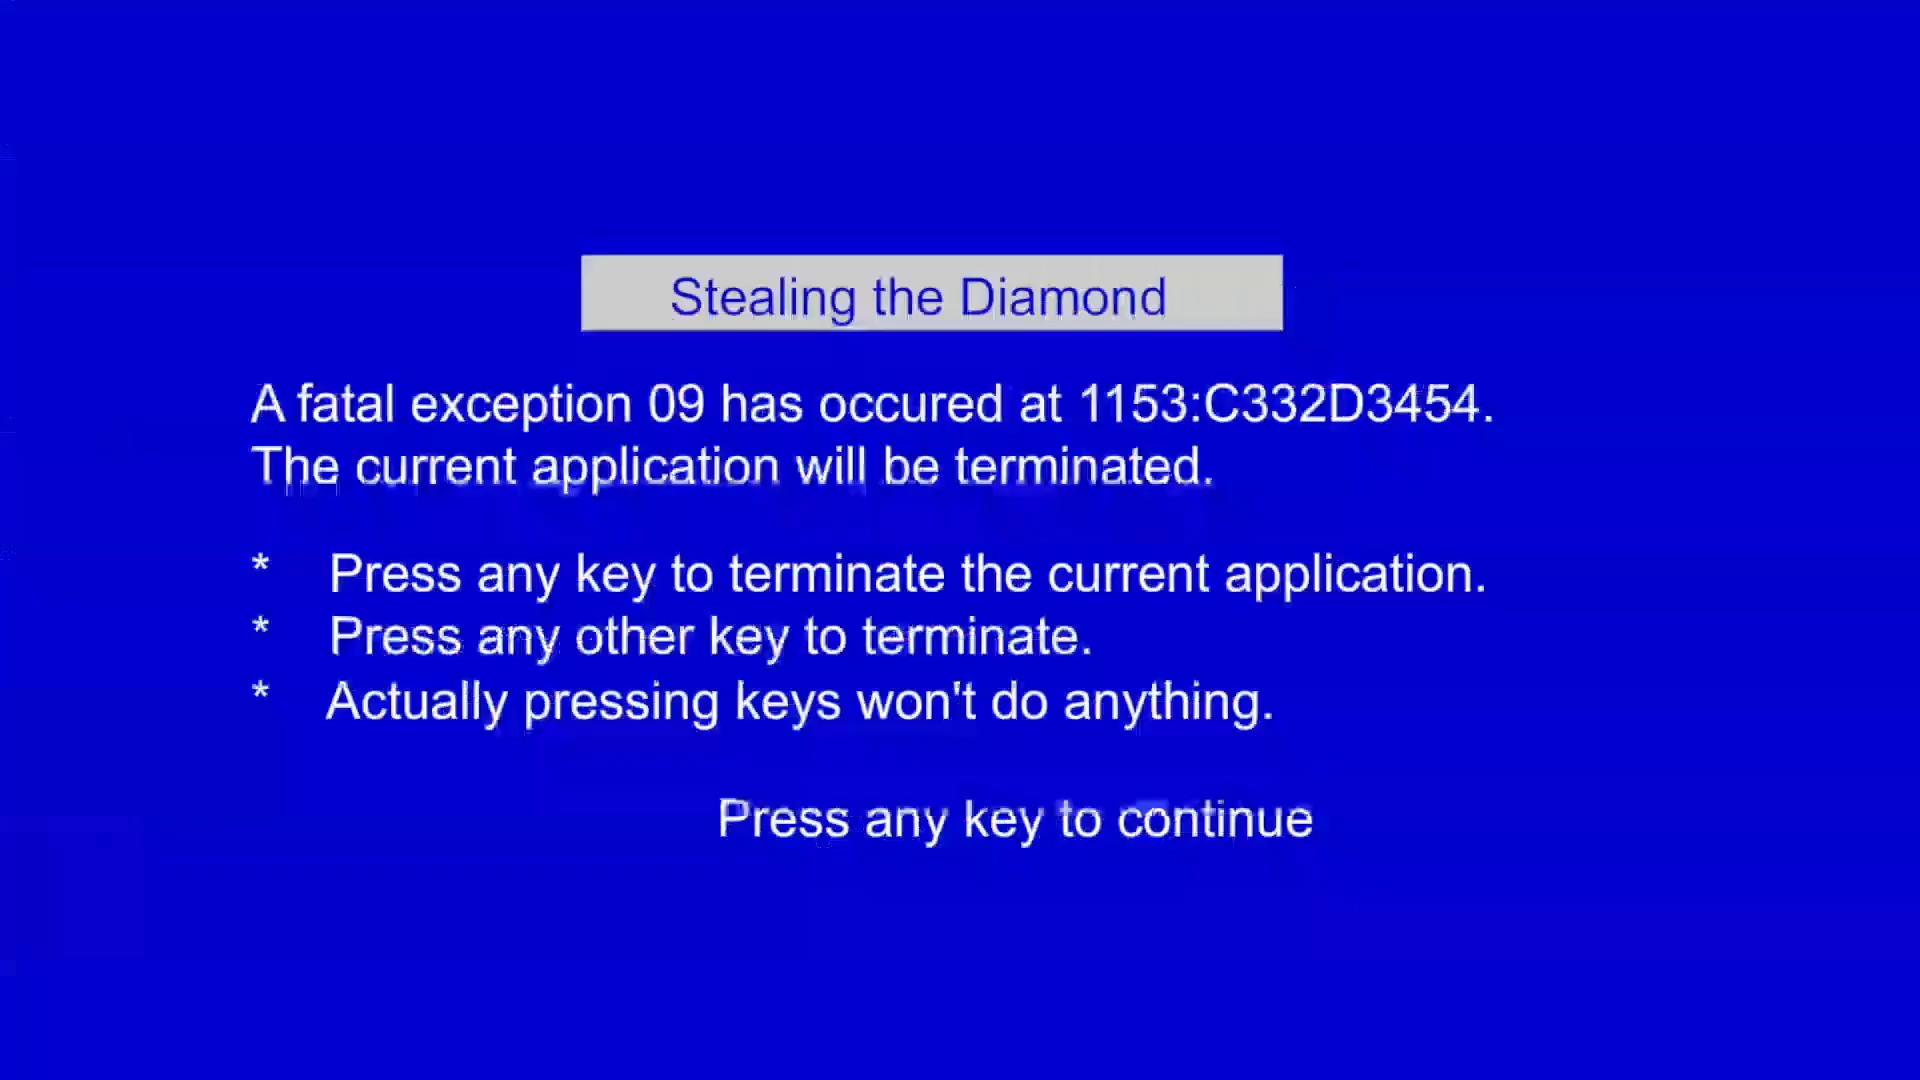 Stealing the Diamond
A fatal exception 09 has occured at 1153:C332D3454.
The current application will be terminated.
* Press any key to terminate the current application.
* Press any other key to terminate.
* Actually pressing keys won't do anything.
Press any key to continue